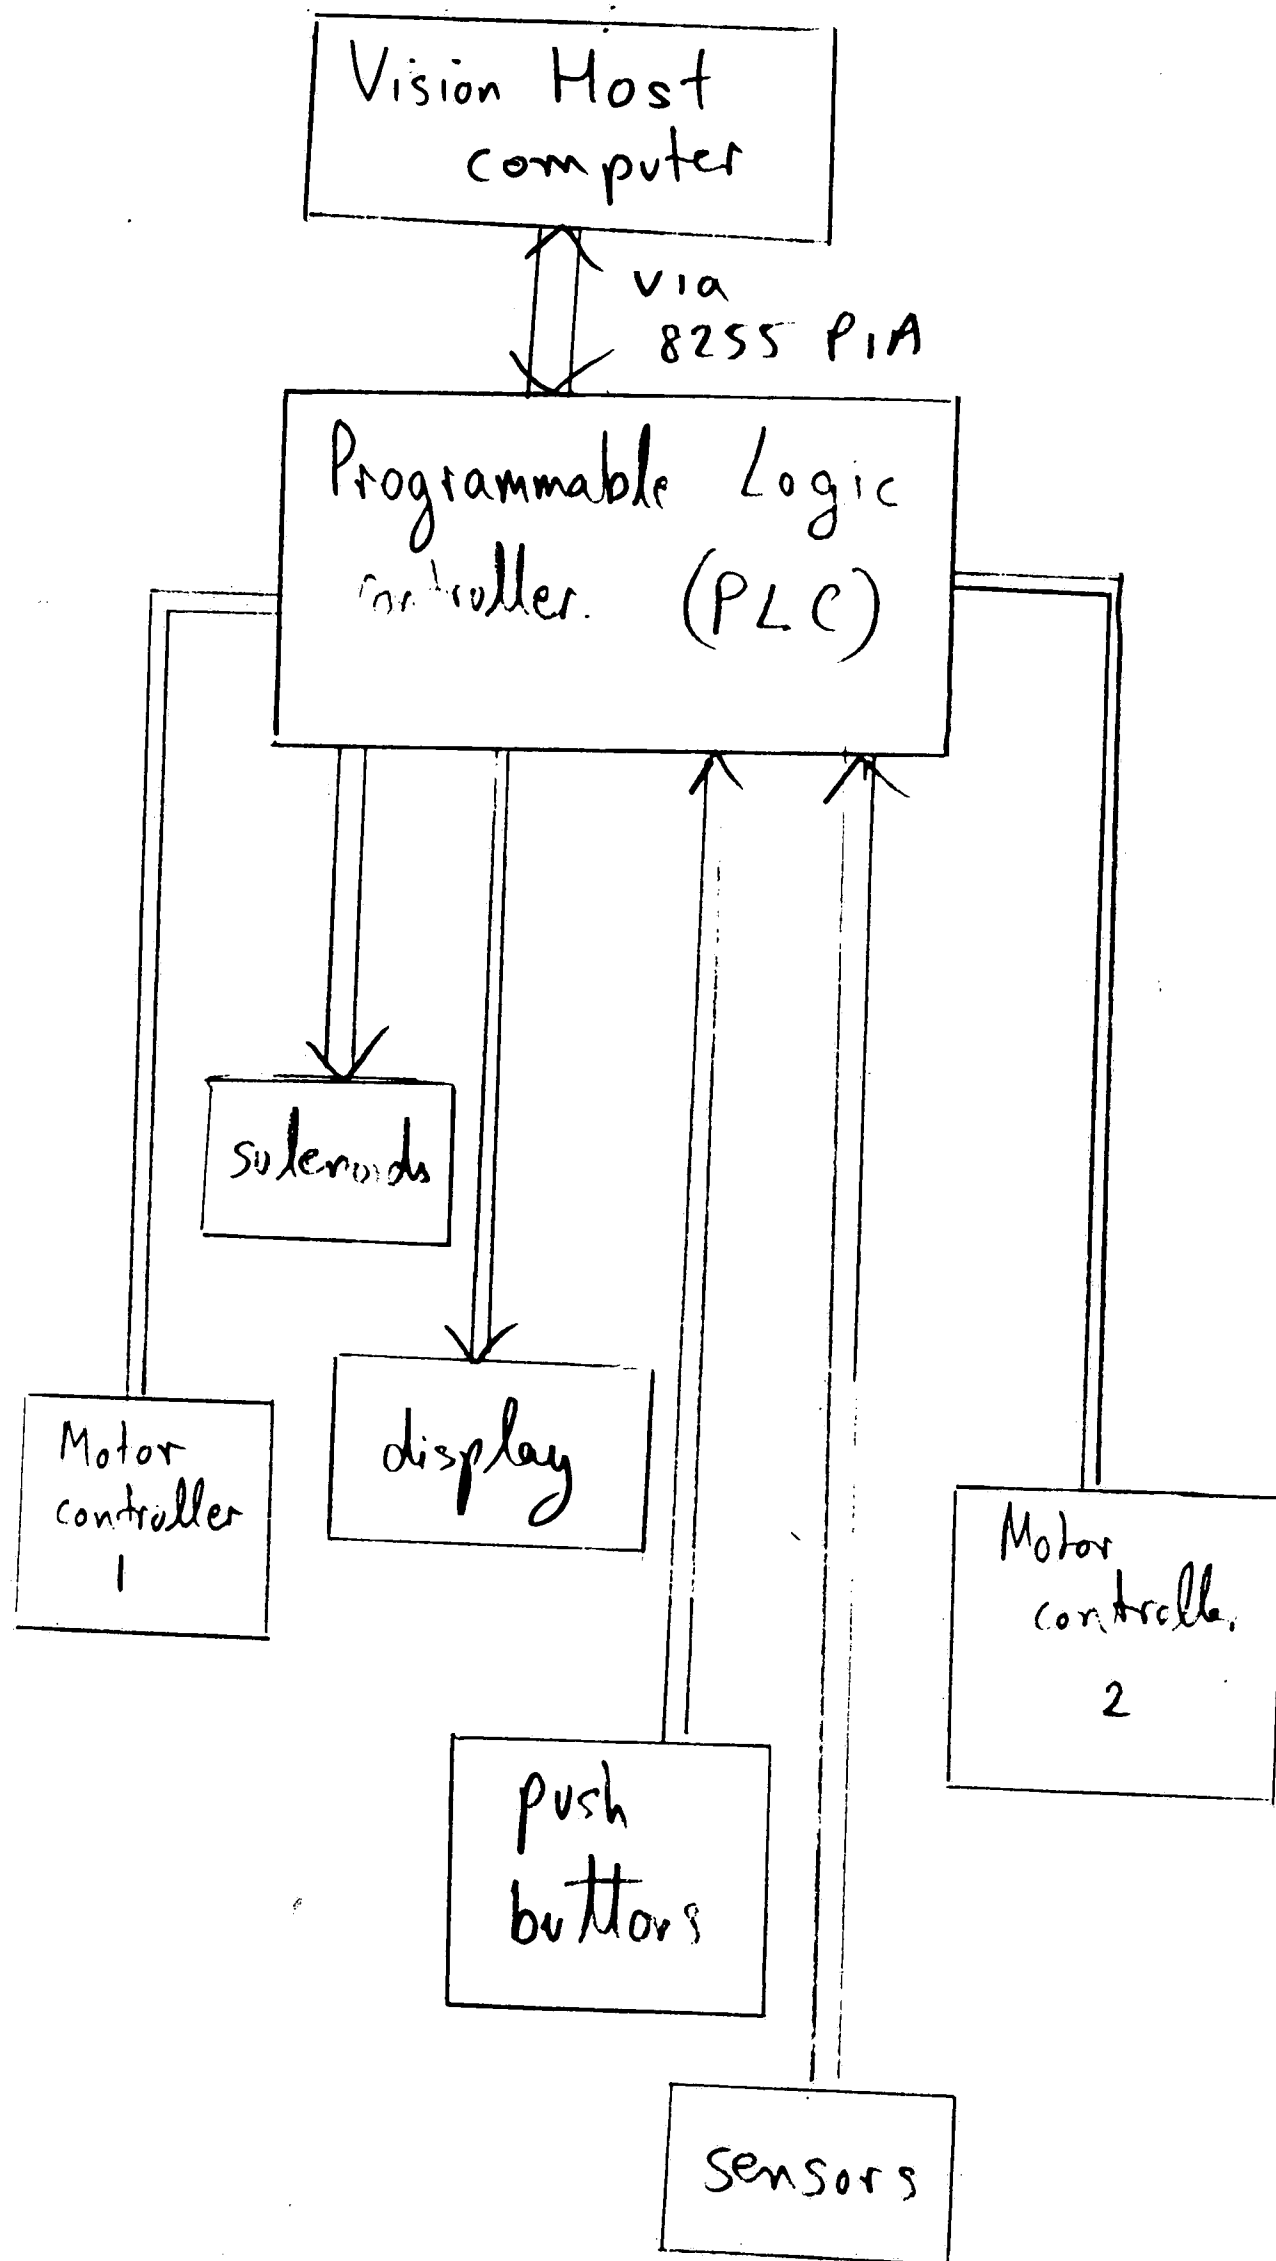 Vision Host
computer
via
8255 PIA
Programmable Logic
controller. (PLC)
solenoids
display
Motor
controller
1
Motor
controlle.
2
push
buttons
sensors